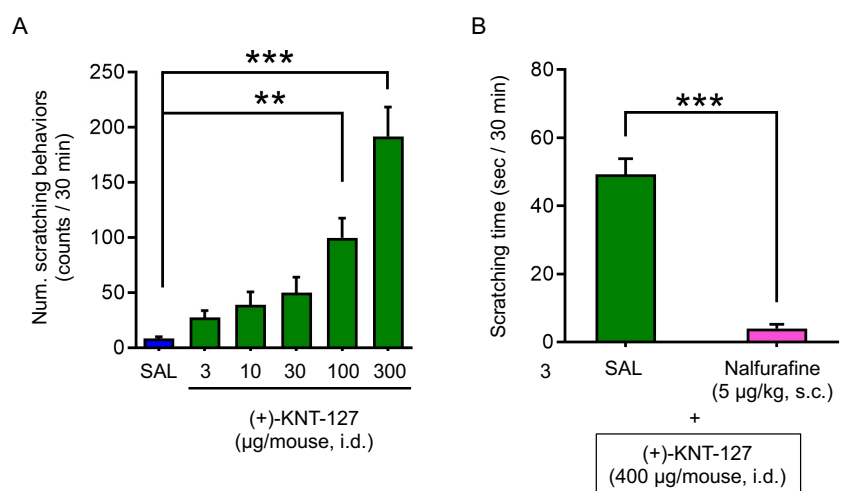 A
Num. scratching behaviors
(counts / 30 min)
250
200
150
100
50
0
***
**
SAL 3 10 30 100 300
(+)-KNT-127
(μg/mouse, i.d.)
B
Scratching time (sec / 30 min)
80
60
40
20
0
***
3
SAL
Nalfurafine
(5 μg/kg, s.c.)
+
(+)-KNT-127
(400 μg/mouse, i.d.)